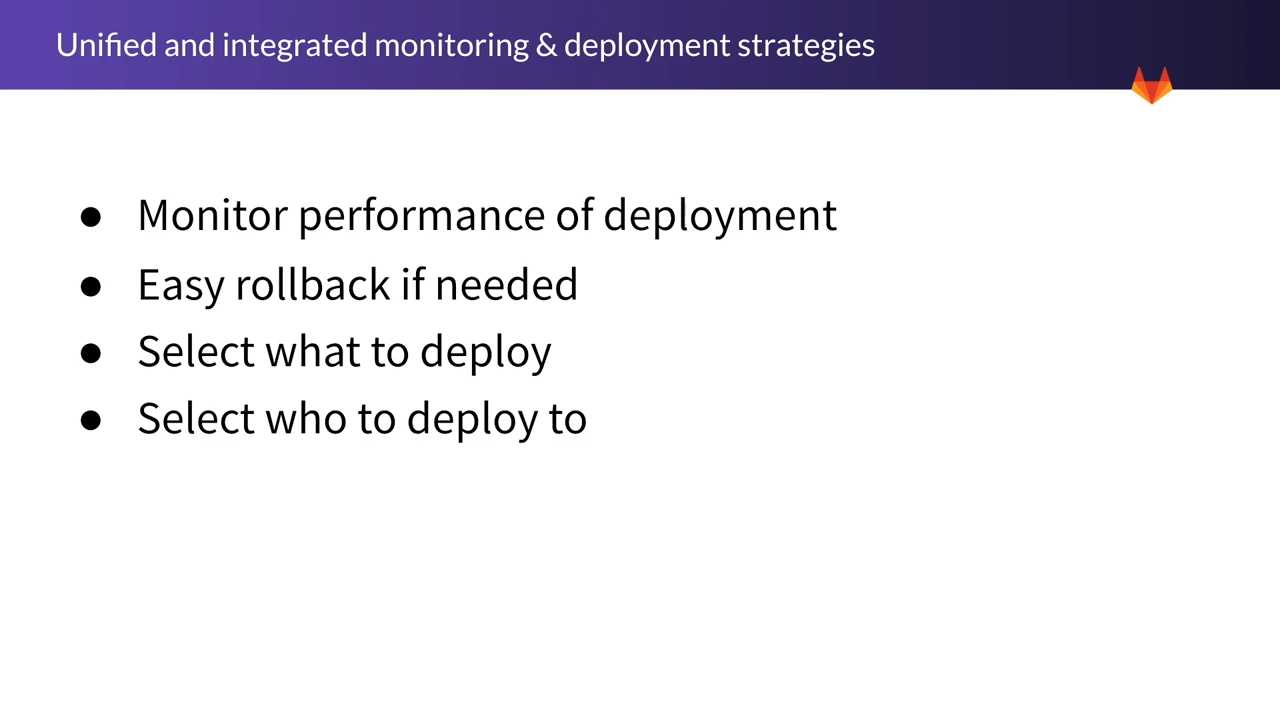 Unified and integrated monitoring & deployment strategies
● Monitor performance of deployment
● Easy rollback if needed
● Select what to deploy
● Select who to deploy to